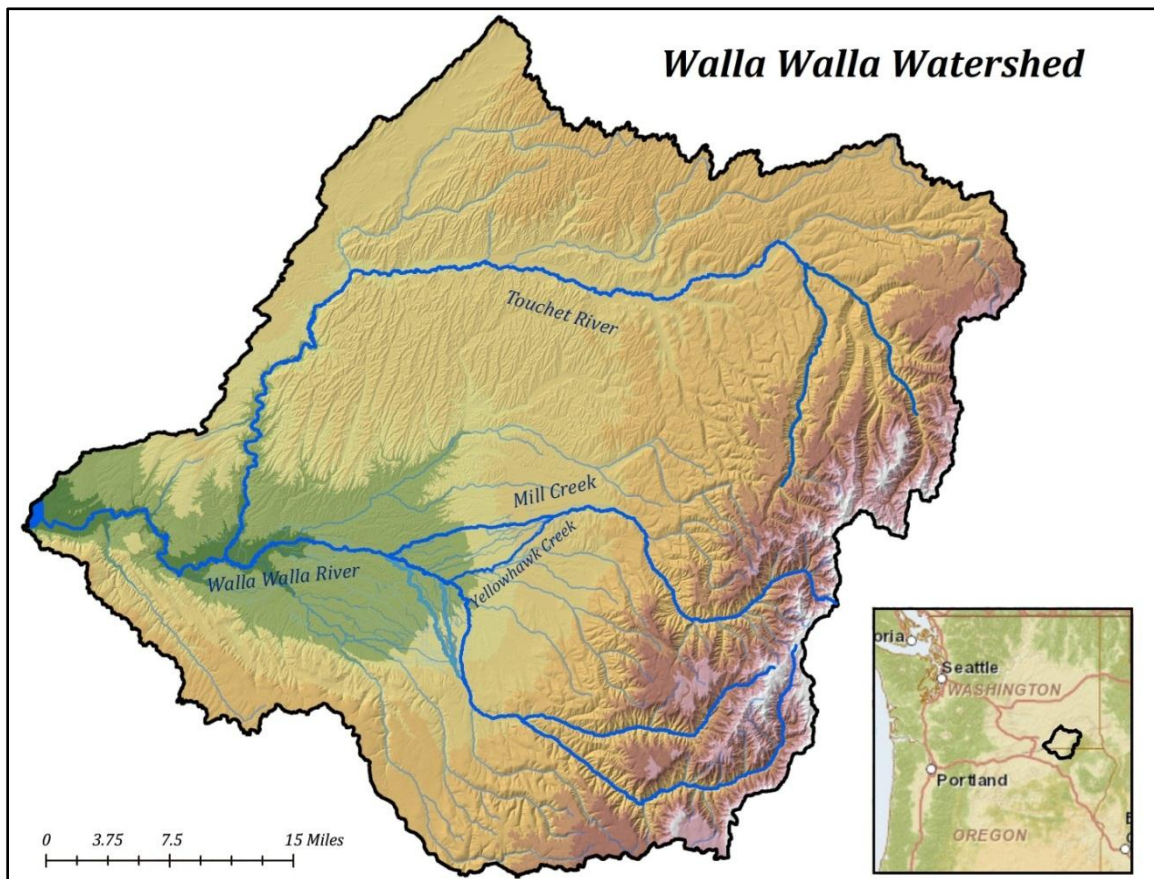 Walla Walla Watershed
Touchet River
Mill Creek
Yellowhawk Creek
Walla Walla River
0 3.75 7.5 15 Miles
oria
Seattle
WASHINGTON
Portland
OREGON